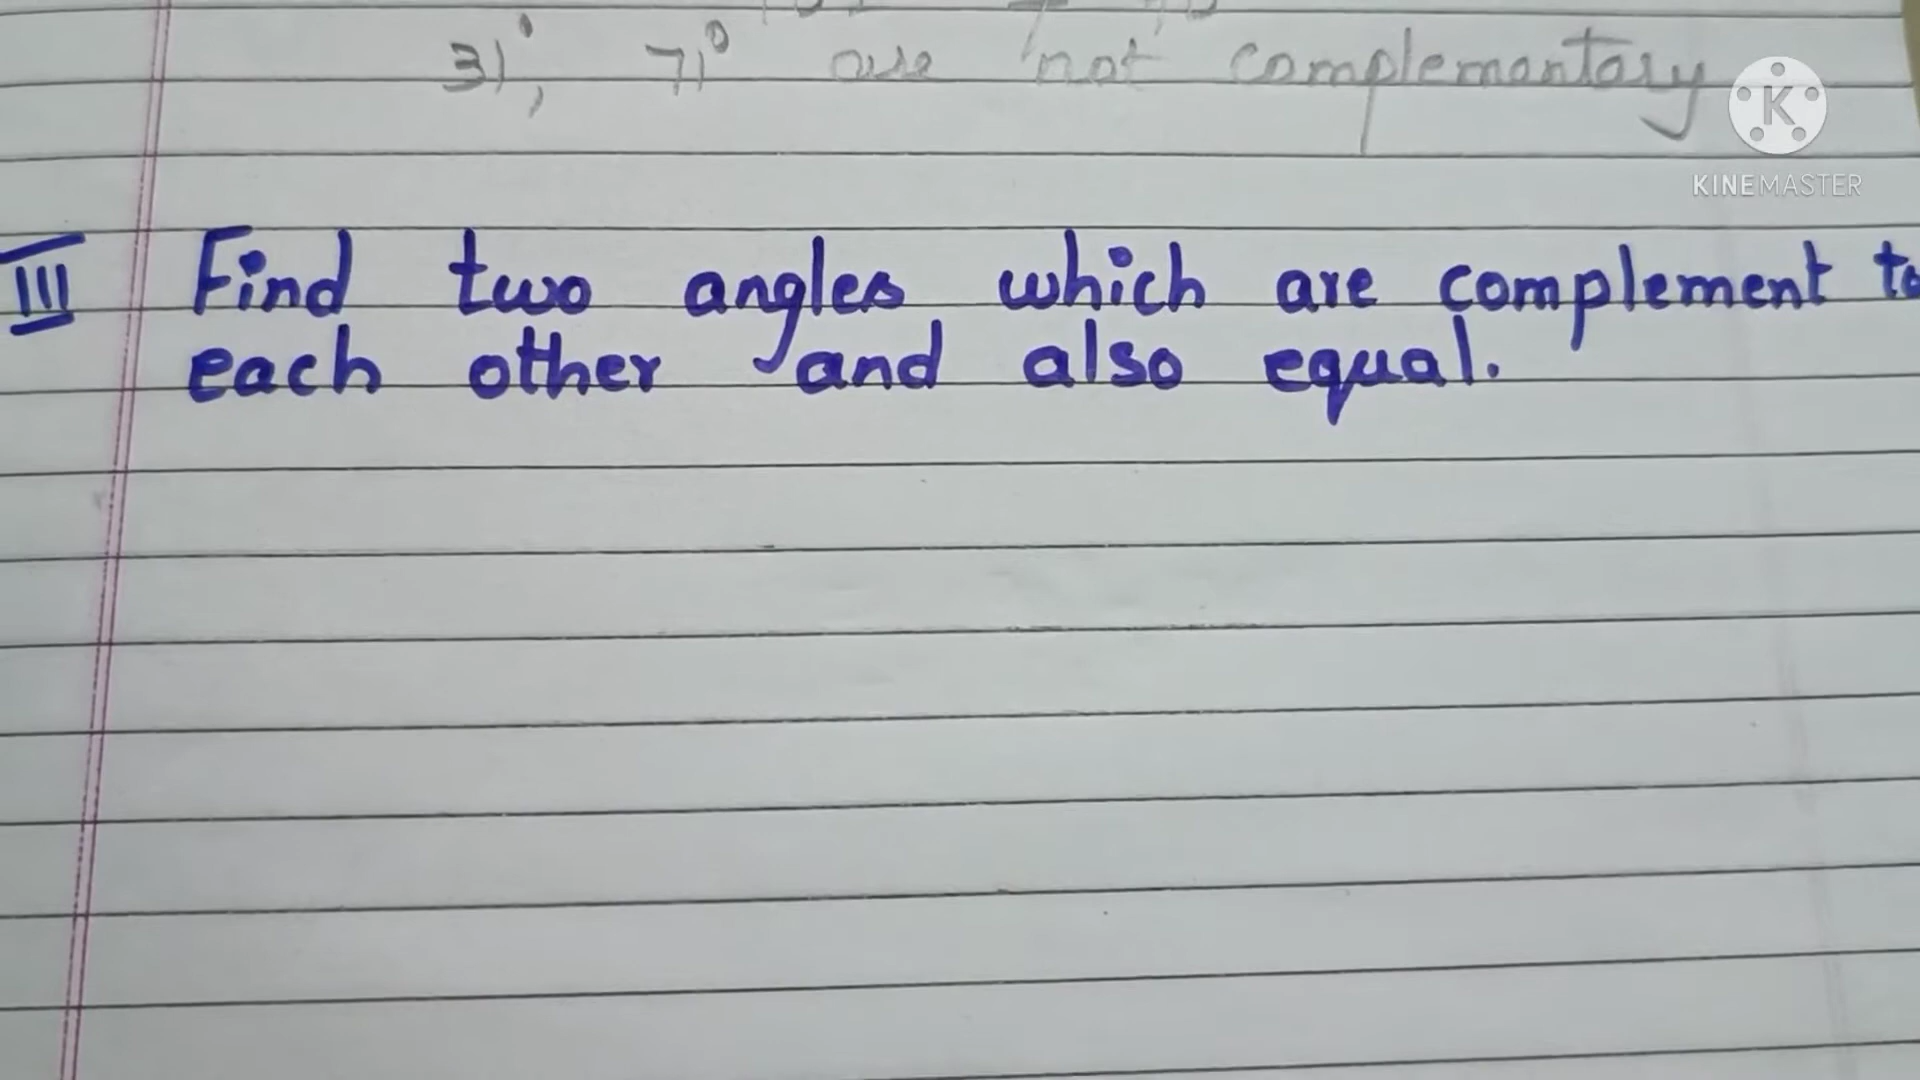 31°, 71° are not complementary
K
KINEMASTER
III Find two angles which are complement to
each other and also equal.